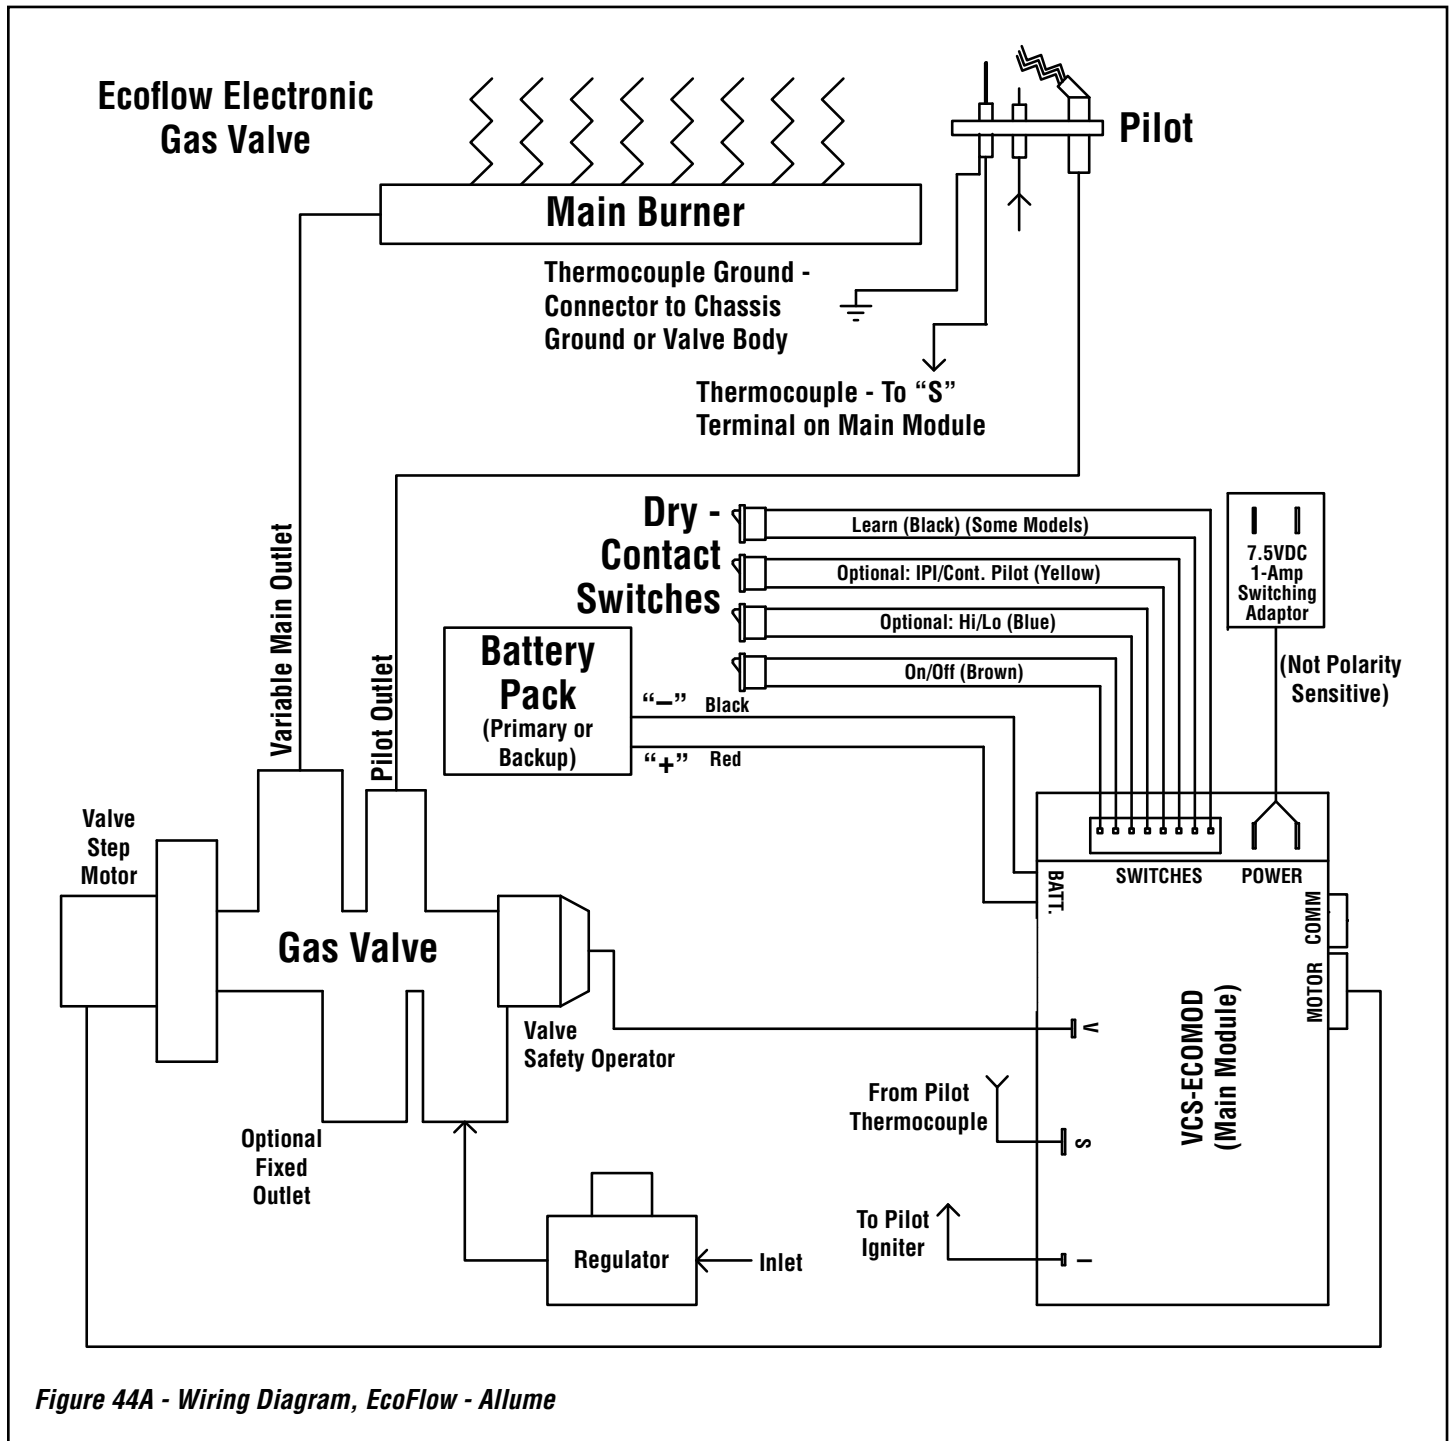 Ecoflow Electronic
Gas Valve
Pilot
Main Burner
Thermocouple Ground -
Connector to Chassis
Ground or Valve Body
Thermocouple - To “S”
Terminal on Main Module
Variable Main Outlet
Pilot Outlet
Dry -
Contact
Switches
Learn (Black) (Some Models)
Optional: IPI/Cont. Pilot (Yellow)
Optional: Hi/Lo (Blue)
On/Off (Brown)
7.5VDC
1-Amp
Switching
Adaptor
(Not Polarity
Sensitive)
Battery
Pack
(Primary or
Backup)
“–” Black
“+” Red
Valve
Step
Motor
Gas Valve
Valve
Safety Operator
Optional
Fixed
Outlet
Regulator
Inlet
SWITCHES
POWER
BATT.
COMM
MOTOR
VCS-ECOMOD
(Main Module)
V
From Pilot
Thermocouple
S
To Pilot
Igniter
I
Figure 44A - Wiring Diagram, EcoFlow - Allume